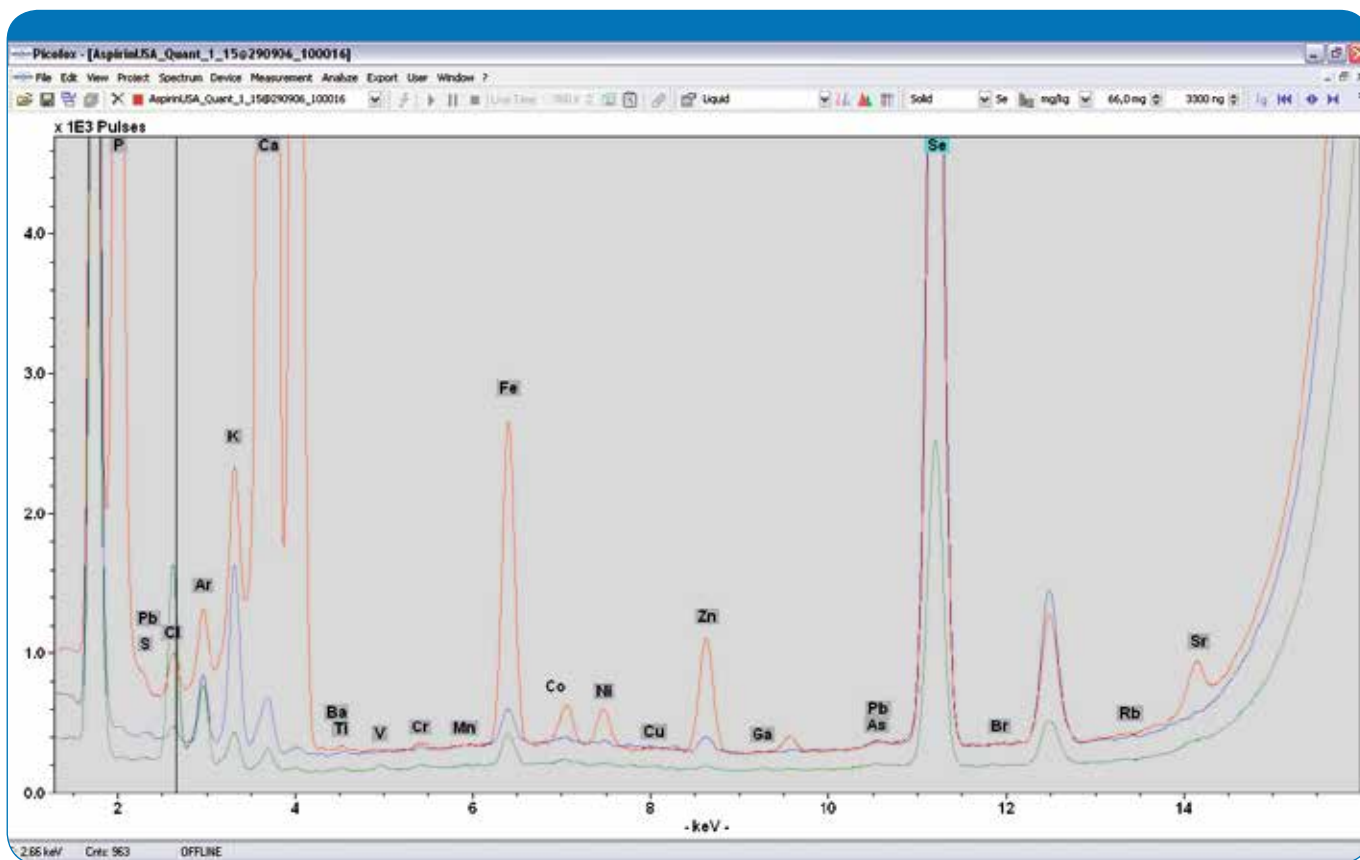 Picofox - [AspirinUSA_Quant_1_15@290906_100016]
File Edit View Project Spectrum Device Measurement Analyze Export User Window ?
AspirinUSA_Quant_1_15@290906_100016 Live Time Liquid Solid Se mg/kg 66,0 mg 3300 ng
x 1E3 Pulses
P Ca Se
4.0
3.0
Fe
K
2.0
Ar
Pb
S Cl Zn
1.0
Sr
Co Ni
Ba
Ti V Cr Mn Cu Ga Pb
As Br Rb
0.0
2 4 6 8 10 12 14
- keV -
2.66 keV Cnts: 963 OFFLINE